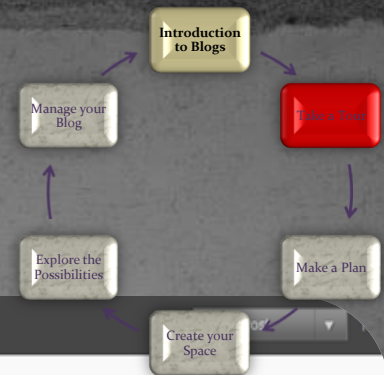 Introduction
to Blogs
Take a Tour
Make a Plan
Create your
Space
Explore the
Possibilities
Manage your
Blog